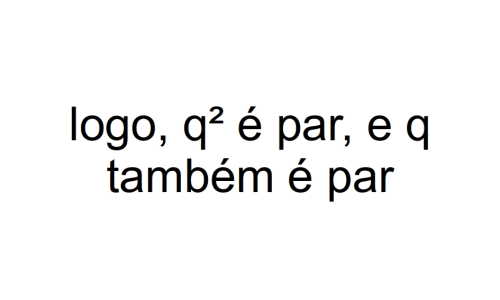 logo, q² é par, e q
também é par